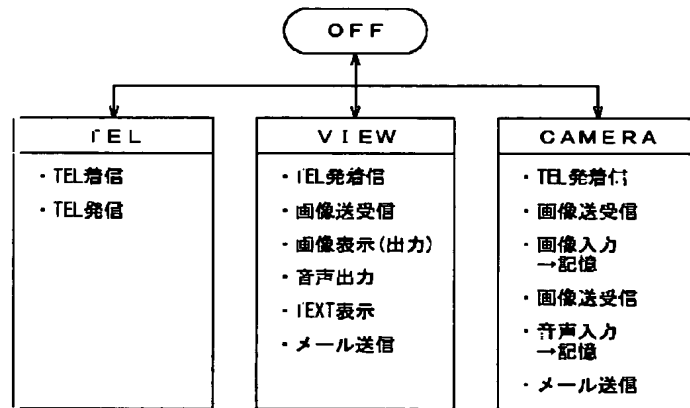 OFF
TEL
・TEL着信
・TEL発信
VIEW
・TEL発着信
・画像送受信
・画像表示(出力)
・音声出力
・TEXT表示
・メール送信
CAMERA
・TEL発着信
・画像送受信
・画像入力
→記憶
・画像送受信
・音声入力
→記憶
・メール送信